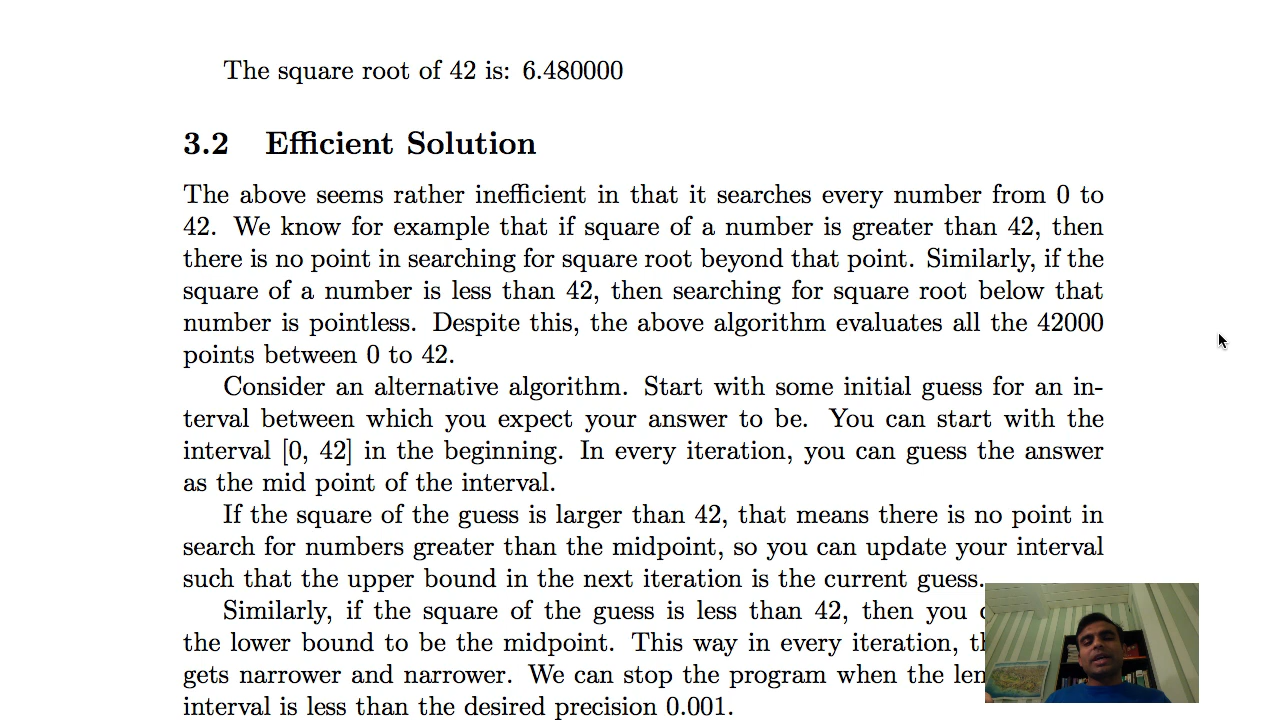 The square root of 42 is: 6.480000
3.2 Efficient Solution
The above seems rather inefficient in that it searches every number from 0 to
42. We know for example that if square of a number is greater than 42, then
there is no point in searching for square root beyond that point. Similarly, if the
square of a number is less than 42, then searching for square root below that
number is pointless. Despite this, the above algorithm evaluates all the 42000
points between 0 to 42.
Consider an alternative algorithm. Start with some initial guess for an in-
terval between which you expect your answer to be. You can start with the
interval [0, 42] in the beginning. In every iteration, you can guess the answer
as the mid point of the interval.
If the square of the guess is larger than 42, that means there is no point in
search for numbers greater than the midpoint, so you can update your interval
such that the upper bound in the next iteration is the current guess.
Similarly, if the square of the guess is less than 42, then you
the lower bound to be the midpoint. This way in every iteration,
gets narrower and narrower. We can stop the program when the
interval is less than the desired precision 0.001.